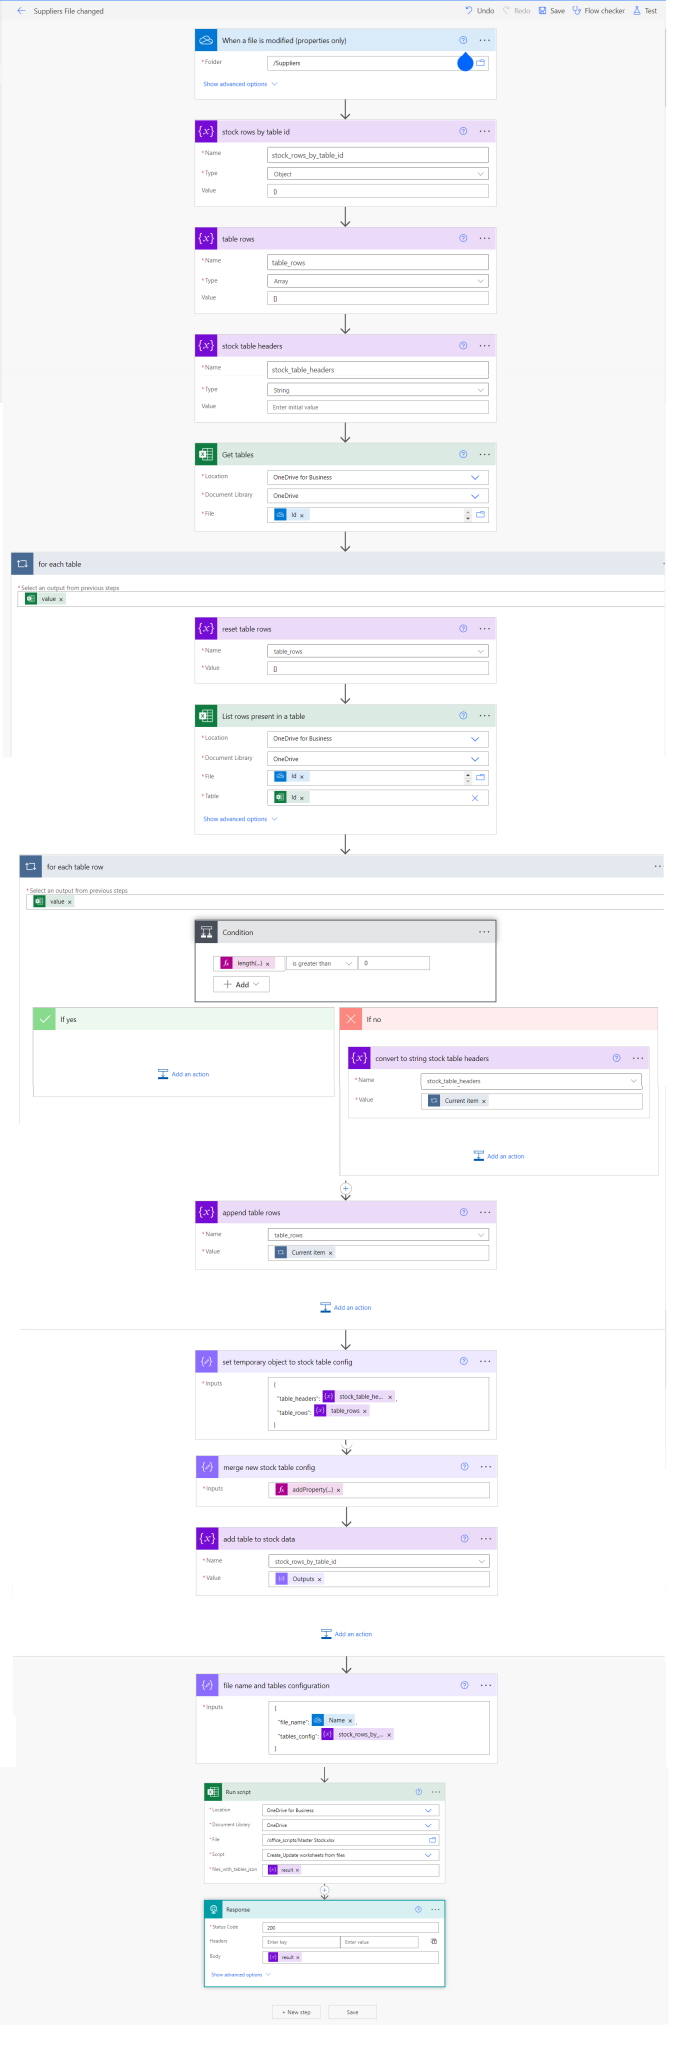 Suppliers File changed
Undo Redo Save Flow checker Test
When a file is modified (properties only)
* Folder /Suppliers
Show advanced options
{x} stock rows by table id
* Name stock_rows_by_table_id
* Type Object
Value {}
{x} table rows
* Name table_rows
* Type Array
Value []
{x} stock table headers
* Name stock_table_headers
* Type String
Value Enter initial value
Get tables
* Location OneDrive for Business
* Document Library OneDrive
* File Id x
for each table
* Select an output from previous steps
value x
{x} reset table rows
* Name table_rows
* Value []
List rows present in a table
* Location OneDrive for Business
* Document Library OneDrive
* File Id x
* Table Id x
Show advanced options
for each table row
* Select an output from previous steps
value x
Condition
fx length(...) x is greater than 0
+ Add
If yes
If no
Add an action
{x} convert to string stock table headers
* Name stock_table_headers
* Value Current item x
Add an action
{x} append table rows
* Name table_rows
* Value Current item x
Add an action
set temporary object to stock table config
* Inputs {
"table_headers": {x} stock_table_he... x ,
"table_rows": {x} table_rows x
}
merge new stock table config
* Inputs fx addProperty(...) x
{x} add table to stock data
* Name stock_rows_by_table_id
* Value Outputs x
Add an action
file name and tables configuration
* Inputs {
"file_name": Name x ,
"tables_config": {x} stock_rows_by_... x
}
Run script
* Location OneDrive for Business
* Document Library OneDrive
* File /office_scripts/Master Stock.xlsx
* Script Create_Update worksheets from files
* files_with_tables_json {x} result x
Response
* Status Code 200
Headers Enter key Enter value
Body {x} result x
Show advanced options
+ New step Save